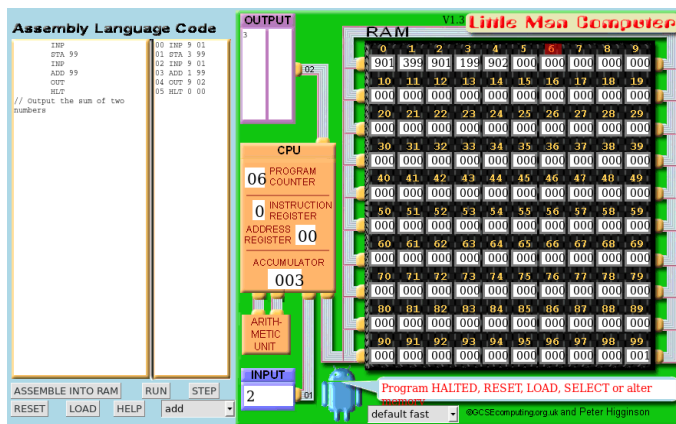 Assembly Language Code
INP
STA 99
INP
ADD 99
OUT
HLT
// Output the sum of two
numbers
00 INP 9 01
01 STA 3 99
02 INP 9 01
03 ADD 1 99
04 OUT 9 02
05 HLT 0 00
ASSEMBLE INTO RAM RUN STEP
RESET LOAD HELP add
OUTPUT
3
02
CPU
06 PROGRAM
COUNTER
0 INSTRUCTION
REGISTER
ADDRESS
REGISTER 00
ACCUMULATOR
003
ARITH-
METIC
UNIT
INPUT
2
01
V1.3 Little Man Computer
RAM
0 1 2 3 4 5 6 7 8 9
901 399 901 199 902 000 000 000 000 000
10 11 12 13 14 15 16 17 18 19
000 000 000 000 000 000 000 000 000 000
20 21 22 23 24 25 26 27 28 29
000 000 000 000 000 000 000 000 000 000
30 31 32 33 34 35 36 37 38 39
000 000 000 000 000 000 000 000 000 000
40 41 42 43 44 45 46 47 48 49
000 000 000 000 000 000 000 000 000 000
50 51 52 53 54 55 56 57 58 59
000 000 000 000 000 000 000 000 000 000
60 61 62 63 64 65 66 67 68 69
000 000 000 000 000 000 000 000 000 000
70 71 72 73 74 75 76 77 78 79
000 000 000 000 000 000 000 000 000 000
80 81 82 83 84 85 86 87 88 89
000 000 000 000 000 000 000 000 000 000
90 91 92 93 94 95 96 97 98 99
000 000 000 000 000 000 000 000 000 001
Program HALTED, RESET, LOAD, SELECT or alter
memory
default fast
©GCSEcomputing.org.uk and Peter Higginson